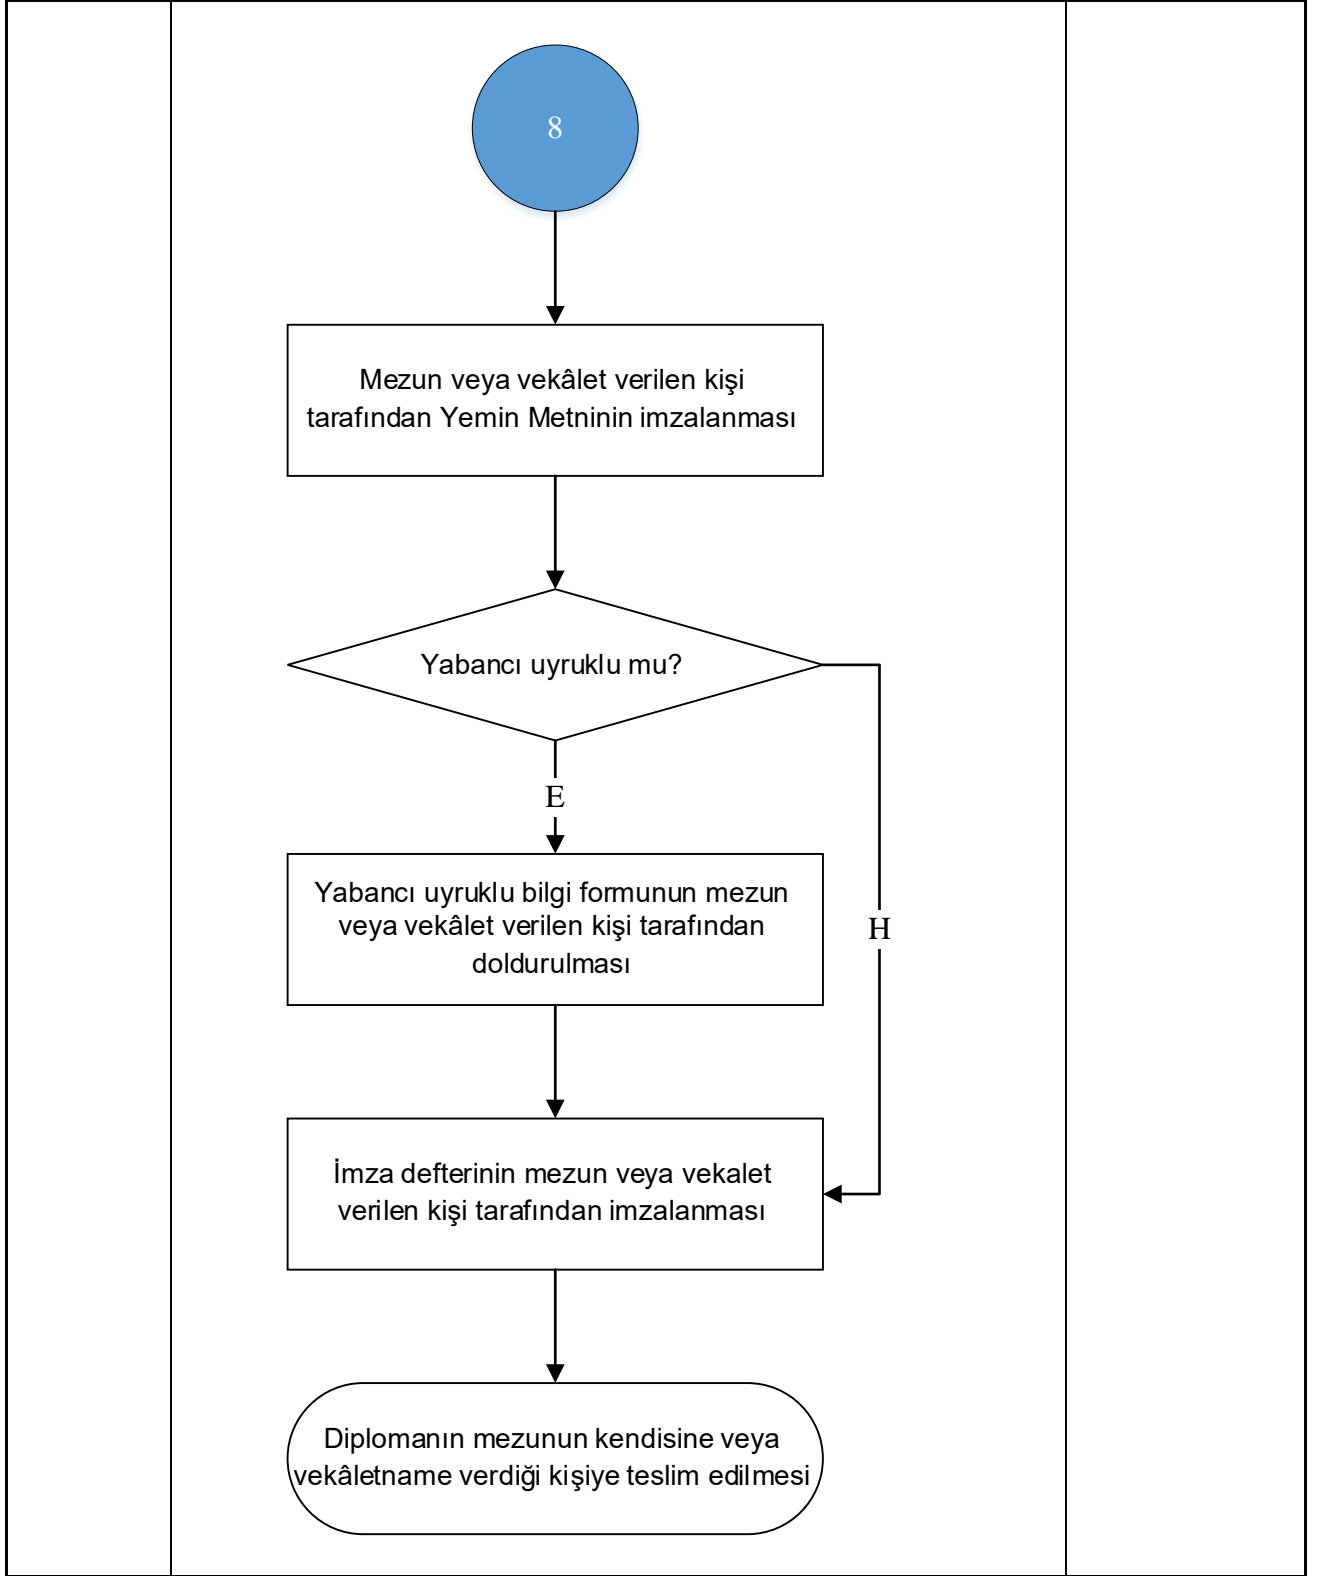 8
Mezun veya vekâlet verilen kişi
tarafından Yemin Metninin imzalanması
Yabancı uyruklu mu?
E
Yabancı uyruklu bilgi formunun mezun
veya vekâlet verilen kişi tarafından
doldurulması
H
İmza defterinin mezun veya vekalet
verilen kişi tarafından imzalanması
Diplomanın mezunun kendisine veya
vekâletname verdiği kişiye teslim edilmesi